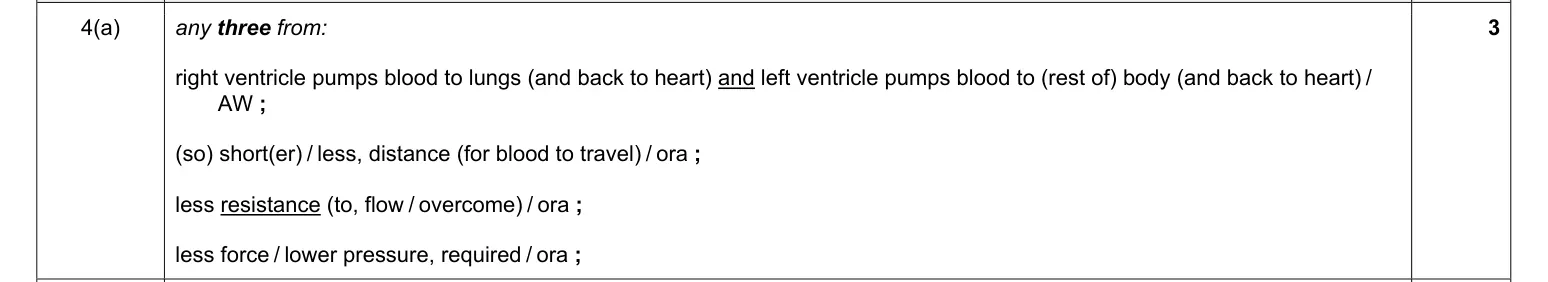 4(a) any three from: 3
right ventricle pumps blood to lungs (and back to heart) and left ventricle pumps blood to (rest of) body (and back to heart) /
AW ;
(so) short(er) / less, distance (for blood to travel) / ora ;
less resistance (to, flow / overcome) / ora ;
less force / lower pressure, required / ora ;